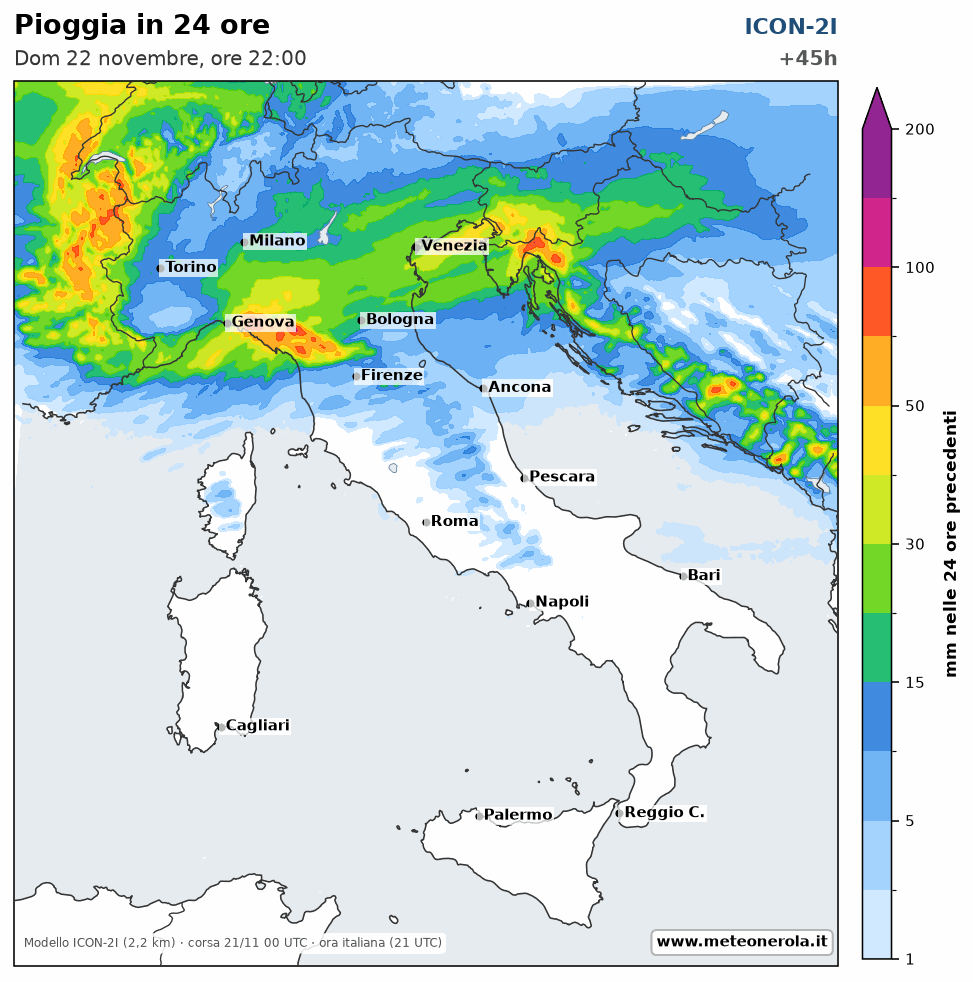 Pioggia in 24 ore
ICON-2I
Dom 22 novembre, ore 22:00
+45h
200
100
50
30
15
5
1
mm nelle 24 ore precedenti
Milano
Venezia
Torino
Genova
Bologna
Firenze
Ancona
Pescara
Roma
Bari
Napoli
Cagliari
Palermo
Reggio C.
Modello ICON-2I (2,2 km) · corsa 21/11 00 UTC · ora italiana (21 UTC)
www.meteonerola.it